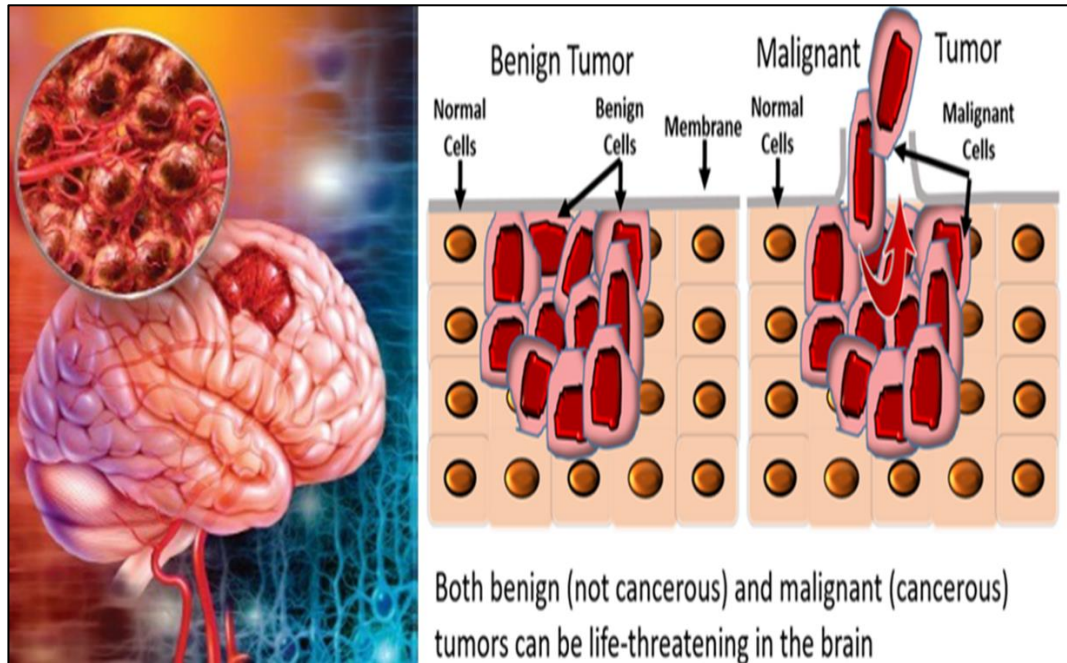 Benign Tumor
Normal
Cells
Benign
Cells
Membrane
Malignant Tumor
Normal
Cells
Malignant
Cells
Both benign (not cancerous) and malignant (cancerous)
tumors can be life-threatening in the brain